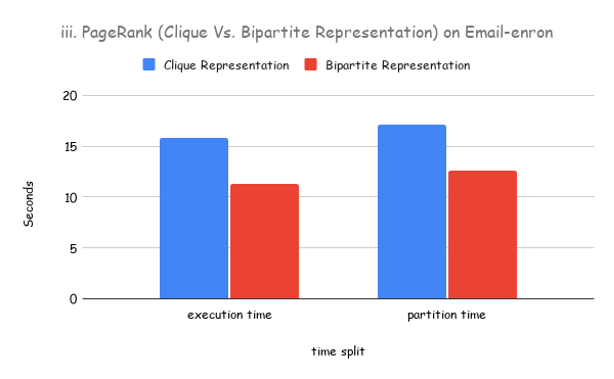 iii. PageRank (Clique Vs. Bipartite Representation) on Email-enron
Clique Representation Bipartite Representation
20
15
10
5
0
Seconds
execution time partition time
time split